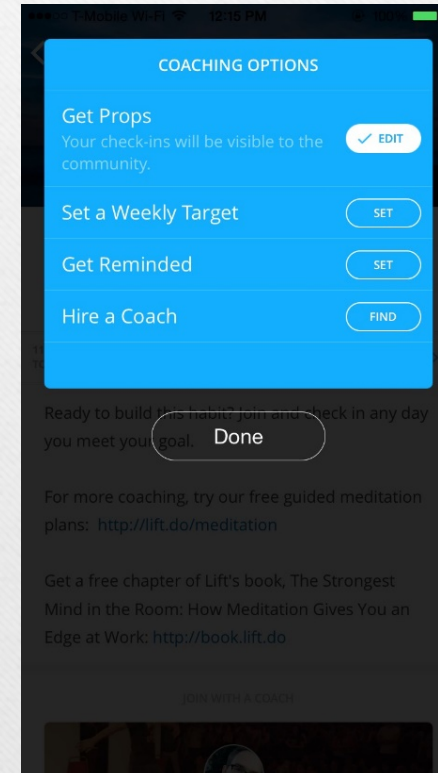 T-Mobile Wi-Fi 12:15 PM 100%
COACHING OPTIONS
Get Props
Your check-ins will be visible to the
community.
✓ EDIT
Set a Weekly Target SET
Get Reminded SET
Hire a Coach FIND
Ready to build this habit? Join and check in any day
you meet your goal.
Done
For more coaching, try our free guided meditation
plans: http://lift.do/meditation
Get a free chapter of Lift's book, The Strongest
Mind in the Room: How Meditation Gives You an
Edge at Work: http://book.lift.do
JOIN WITH A COACH